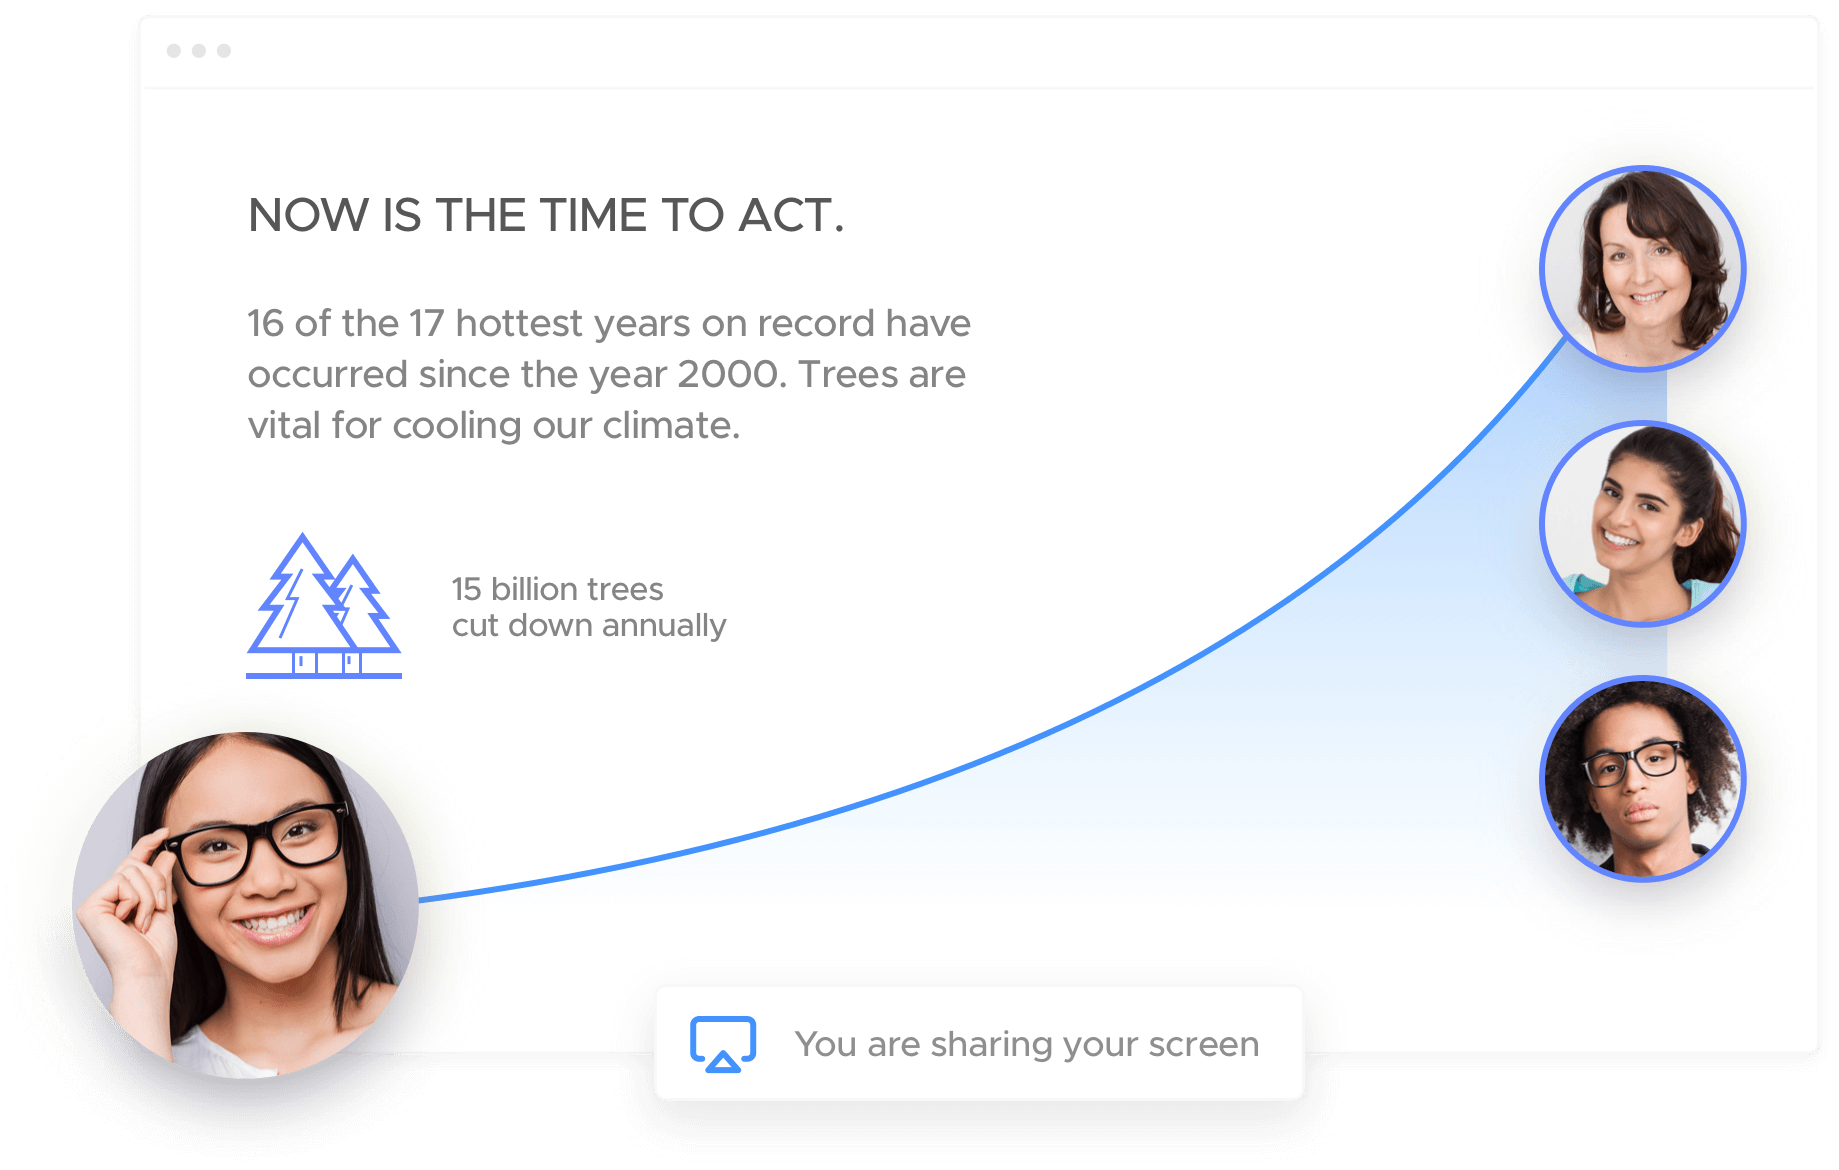 NOW IS THE TIME TO ACT.
16 of the 17 hottest years on record have
occurred since the year 2000. Trees are
vital for cooling our climate.
15 billion trees
cut down annually
You are sharing your screen